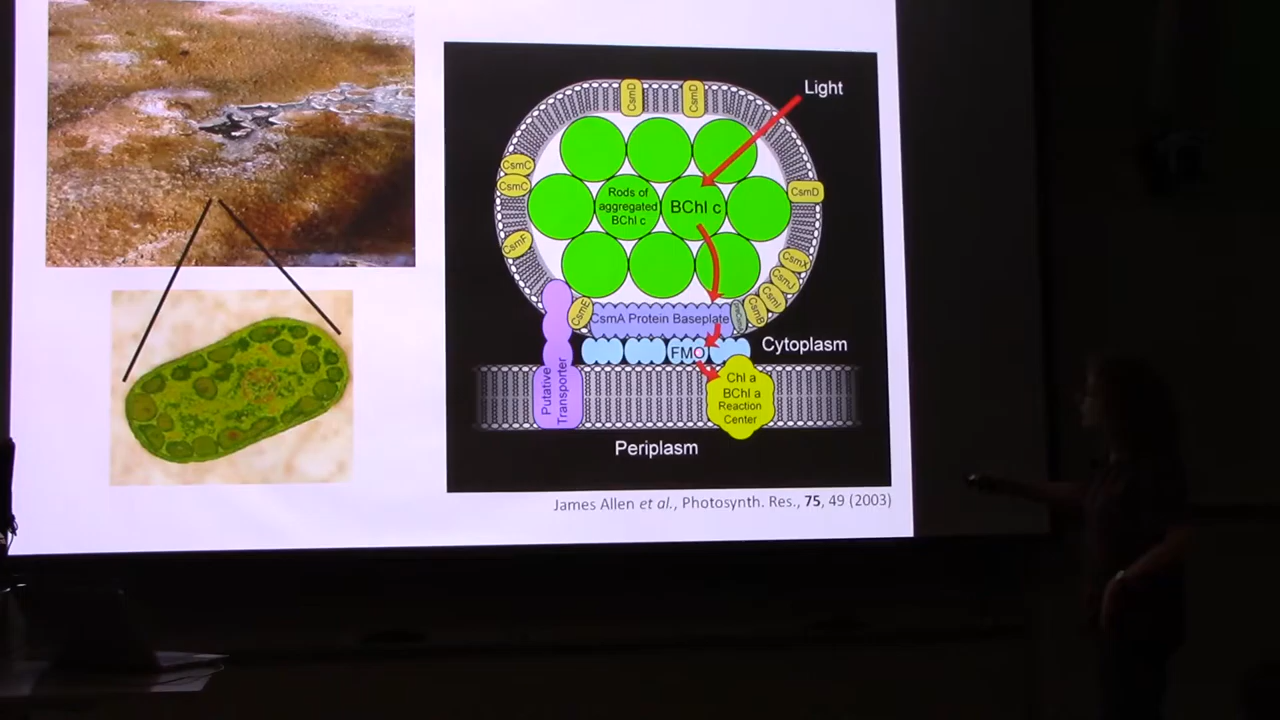 CsmD
CsmD
Light
CsmC
CsmC
Rods of
aggregated
BChl c
BChl c
CsmD
CsmF
CsmX
CsmJ
CsmI
CsmB
CsmE
CsmA Protein Baseplate
FMO
Cytoplasm
Putative
Transporter
Chl a
BChl a
Reaction
Center
Periplasm
James Allen et al., Photosynth. Res., 75, 49 (2003)